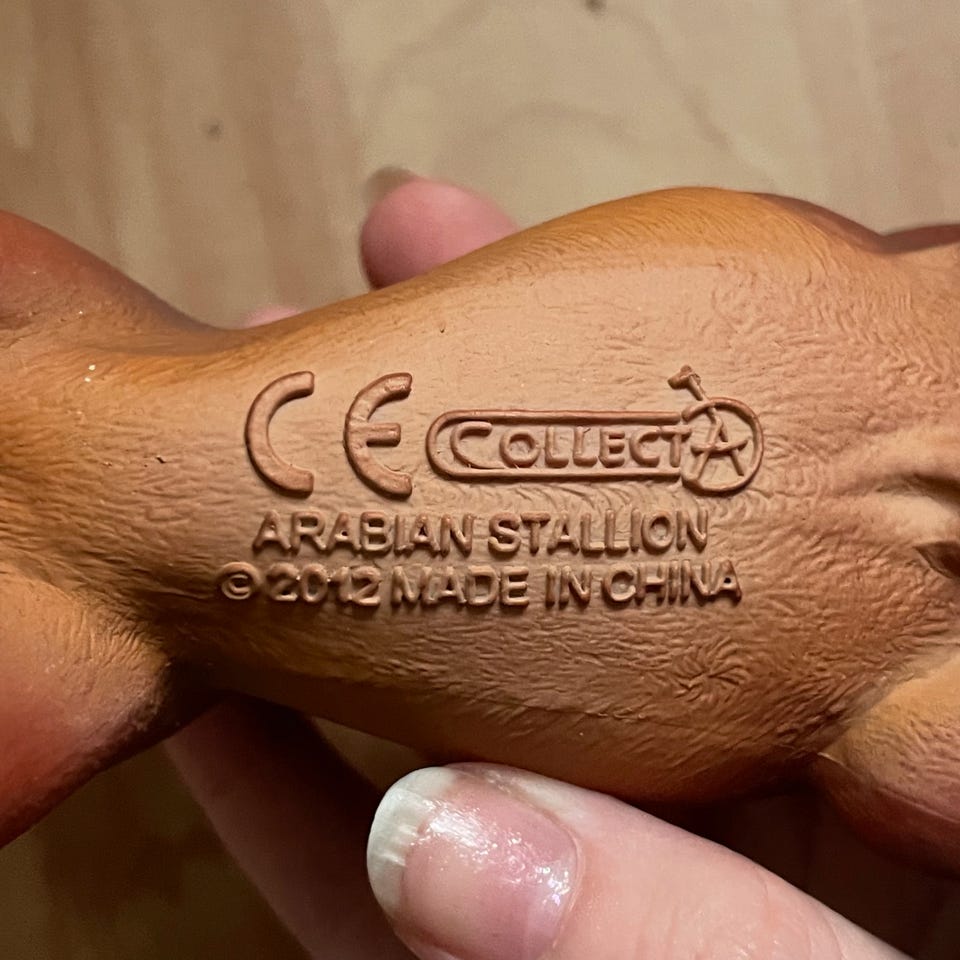 CE COLLECTA
ARABIAN STALLION
©2012 MADE IN CHINA